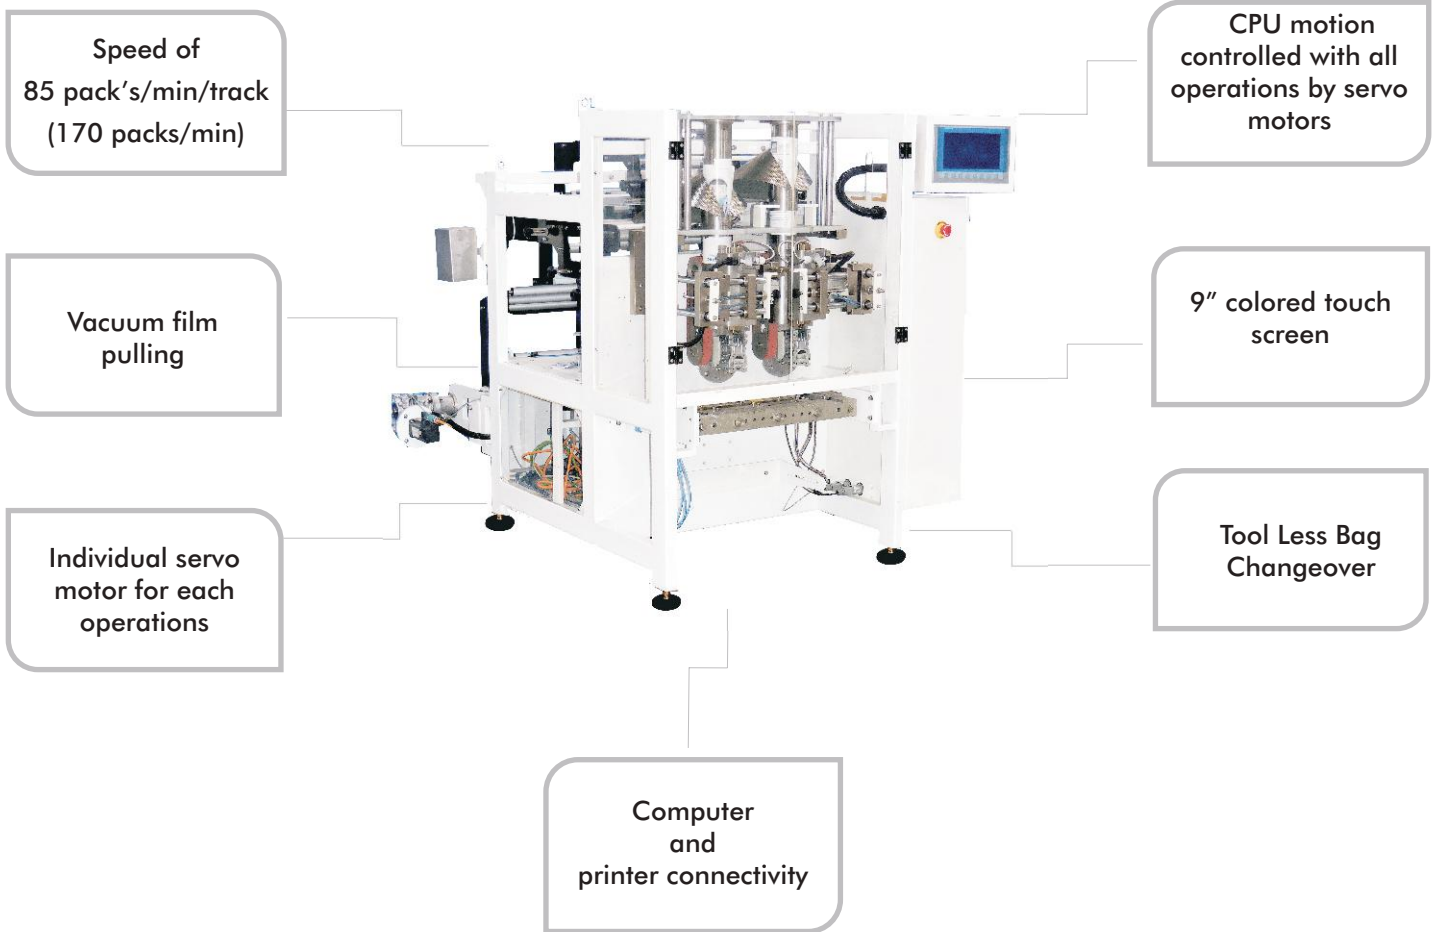 Speed of
85 pack's/min/track
(170 packs/min)
CPU motion
controlled with all
operations by servo
motors
Vacuum film
pulling
9” colored touch
screen
Individual servo
motor for each
operations
Tool Less Bag
Changeover
Computer
and
printer connectivity